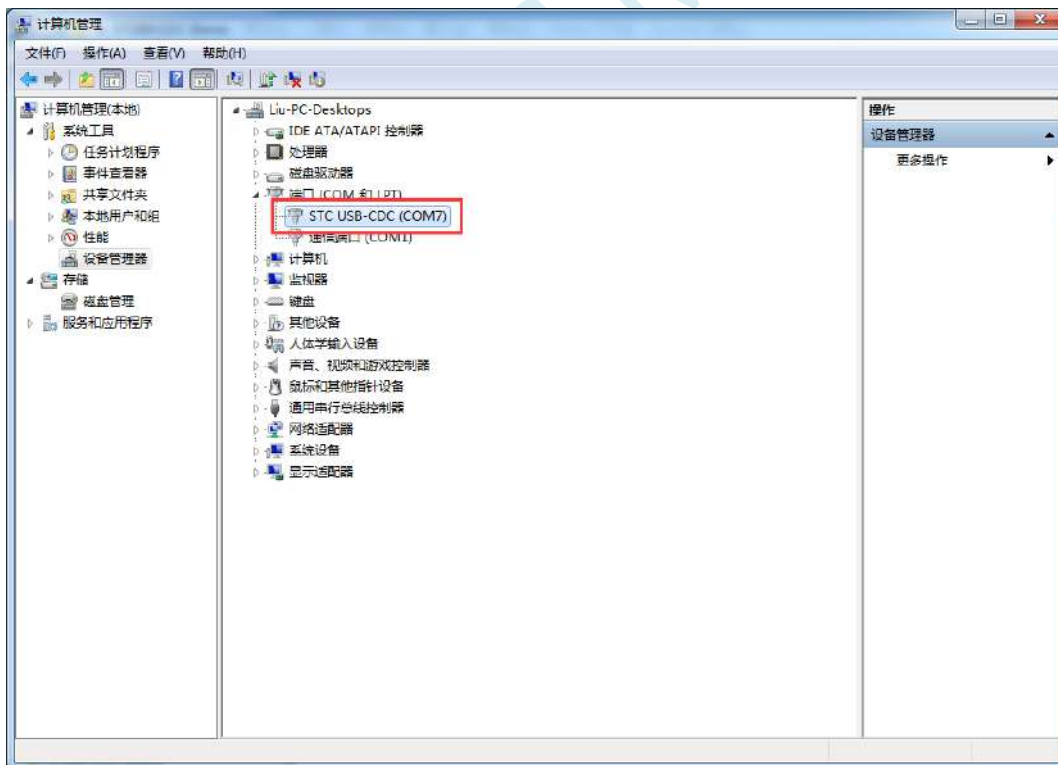 计算机管理
文件(F) 操作(A) 查看(V) 帮助(H)
计算机管理(本地)
系统工具
任务计划程序
事件查看器
共享文件夹
本地用户和组
性能
设备管理器
存储
磁盘管理
服务和应用程序
Liu-PC-Desktops
IDE ATA/ATAPI 控制器
处理器
磁盘驱动器
端口 (COM 和 LPT)
STC USB-CDC (COM7)
通信端口 (COM1)
计算机
监视器
键盘
其他设备
人体学输入设备
声音、视频和游戏控制器
鼠标和其他指针设备
通用串行总线控制器
网络适配器
系统设备
显示适配器
操作
设备管理器
更多操作